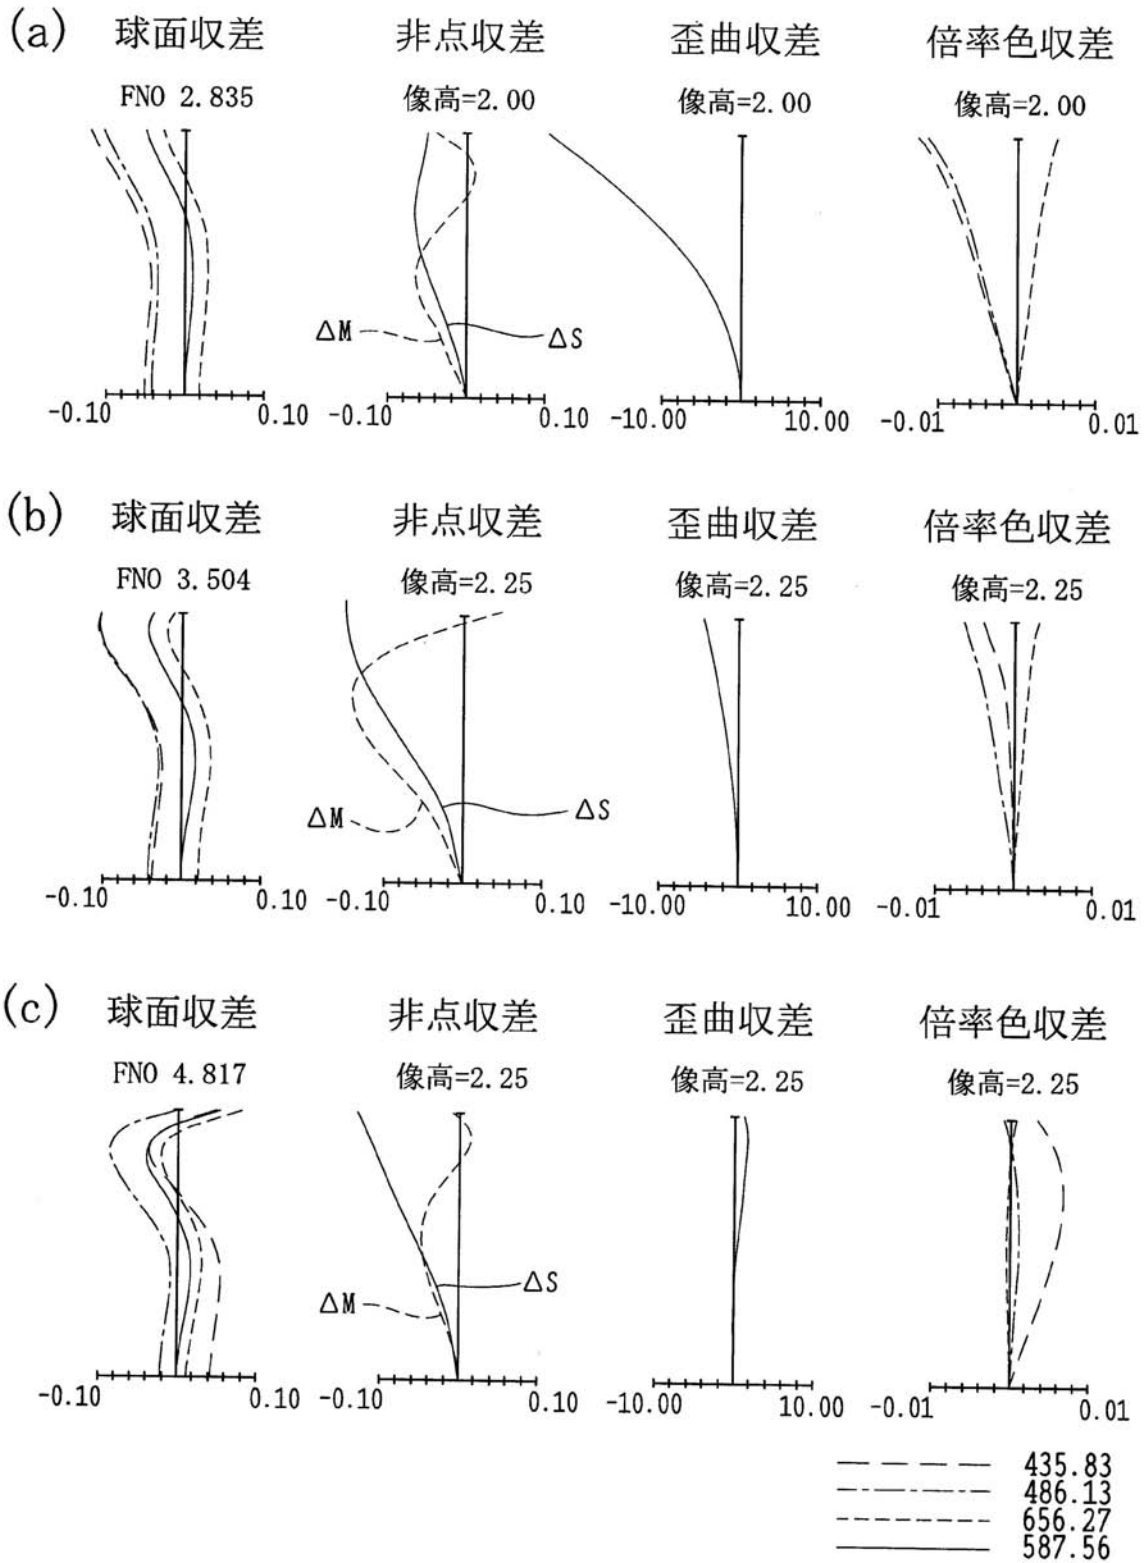 (a) 球面収差 非点収差 歪曲収差 倍率色収差
FNO 2.835 像高=2.00 像高=2.00 像高=2.00
ΔM ΔS
-0.10 0.10 -0.10 0.10 -10.00 10.00 -0.01 0.01
(b) 球面収差 非点収差 歪曲収差 倍率色収差
FNO 3.504 像高=2.25 像高=2.25 像高=2.25
ΔM ΔS
-0.10 0.10 -0.10 0.10 -10.00 10.00 -0.01 0.01
(c) 球面収差 非点収差 歪曲収差 倍率色収差
FNO 4.817 像高=2.25 像高=2.25 像高=2.25
ΔM ΔS
-0.10 0.10 -0.10 0.10 -10.00 10.00 -0.01 0.01
435.83
486.13
656.27
587.56